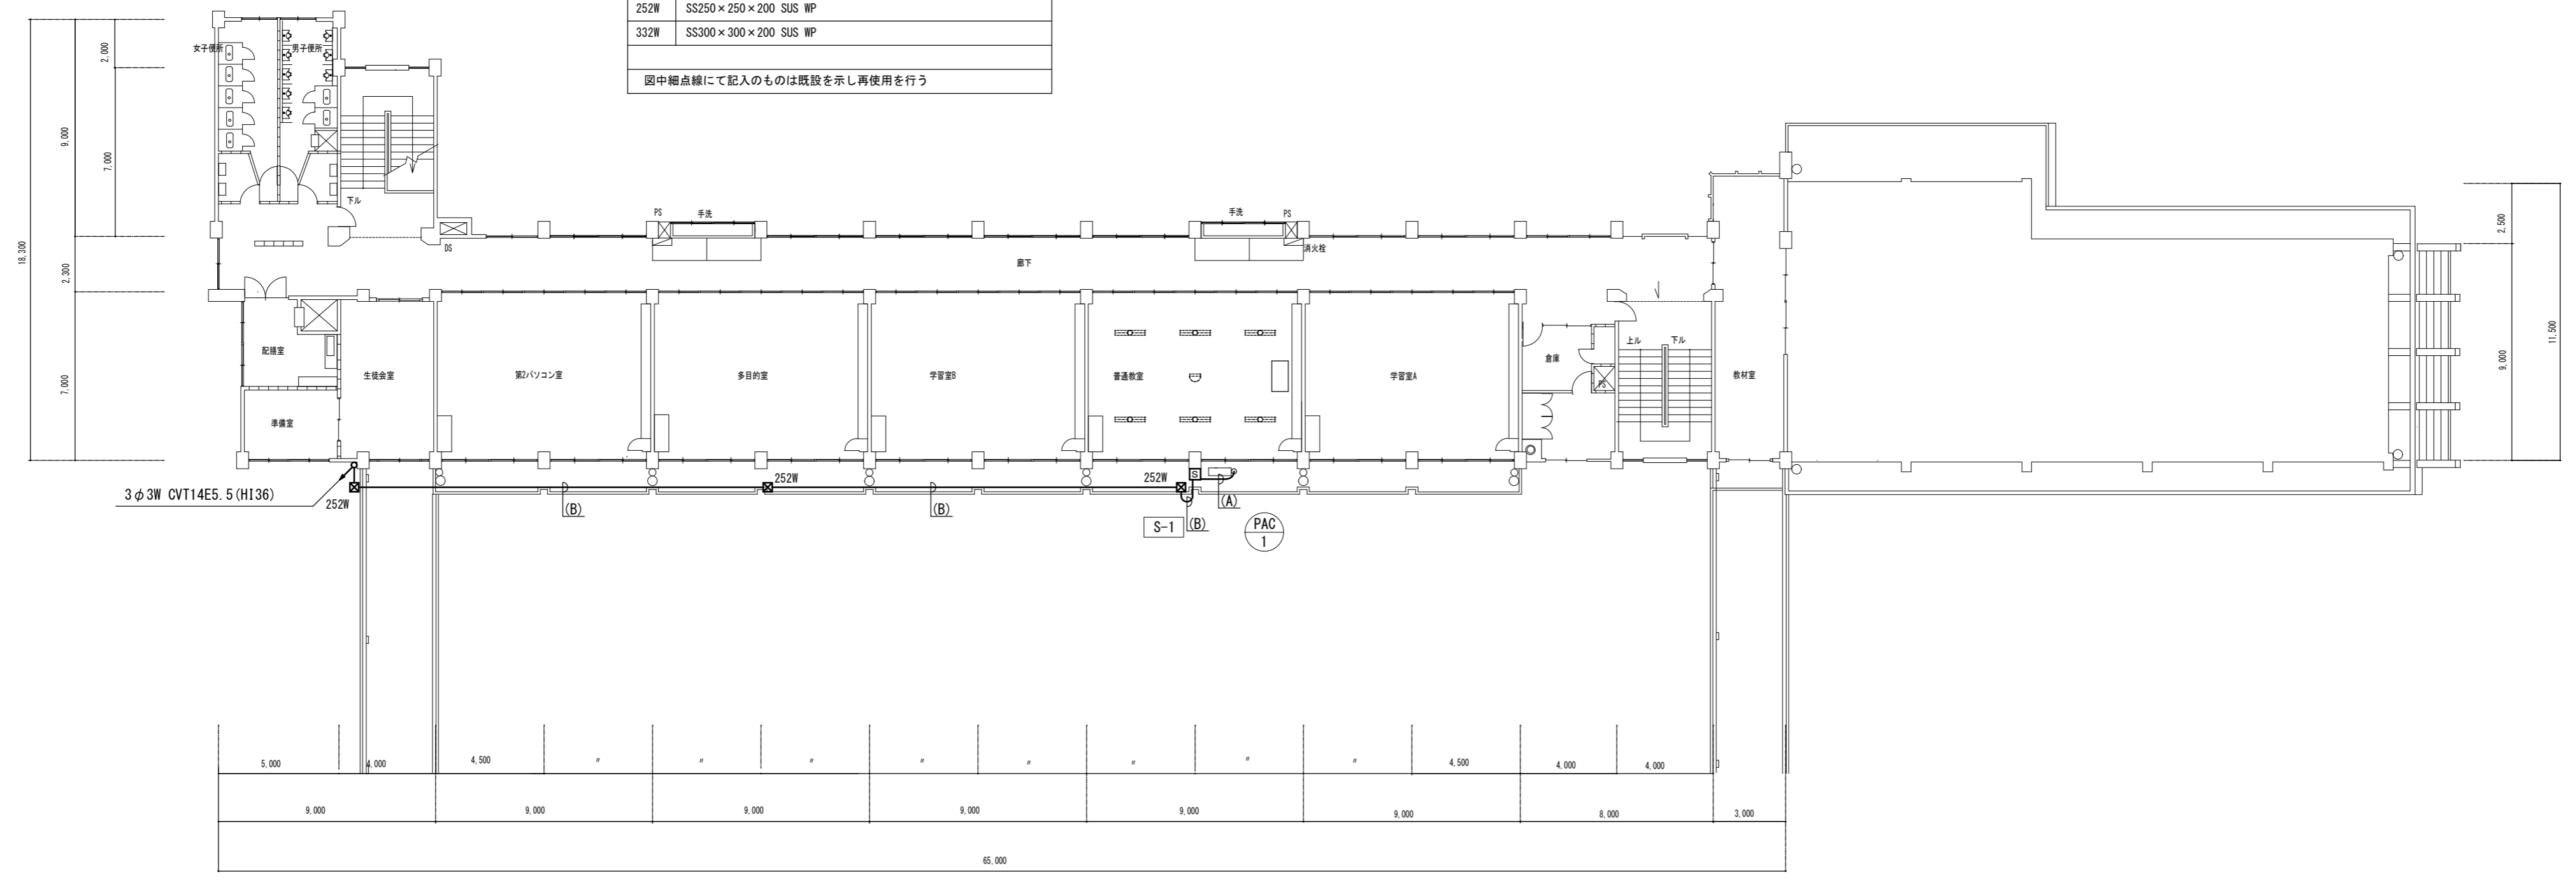 252W SS250×250×200 SUS WP
332W SS300×300×200 SUS WP
図中細点線にて記入のものは既設を示し再使用を行う
女子便所
男子便所
2,000
9,000
7,000
18,300
2,300
7,000
下ル
DS
PS
手洗
手洗
PS
消火栓
廊下
2,500
9,000
11,500
配膳室
準備室
生徒会室
第2パソコン室
多目的室
学習室B
普通教室
学習室A
倉庫
PS
上ル
下ル
教材室
3φ3W CVT14E5.5(HI36)
252W
252W
252W
S
(A)
(B)
(B)
(B)
S-1
PAC
1
5,000
4,000
4,500
〃
〃
〃
〃
〃
〃
〃
〃
4,500
4,000
4,000
9,000
9,000
9,000
9,000
9,000
9,000
8,000
3,000
65,000